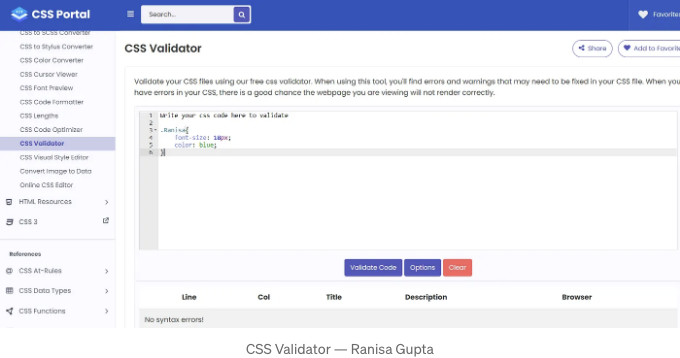 CSS Portal
Search...
Favorites
CSS to SCSS Converter
CSS to Stylus Converter
CSS Color Converter
CSS Cursor Viewer
CSS Font Preview
CSS Code Formatter
CSS Lengths
CSS Code Optimizer
CSS Validator
CSS Visual Style Editor
Convert Image to Data
Online CSS Editor
HTML Resources
CSS 3
References
CSS At-Rules
CSS Data Types
CSS Functions
CSS Validator
Share
Add to Favorite
Validate your CSS files using our free css validator. When using this tool, you'll find errors and warnings that may need to be fixed in your CSS file. When you
have errors in your CSS, there is a good chance the webpage you are viewing will not render correctly.
1 Write your css code here to validate
2
3 .Ranisa{
4 font-size: 18px;
5 color: blue;
6 }
Validate Code Options Clear
Line Col Title Description Browser
No syntax errors!
CSS Validator — Ranisa Gupta